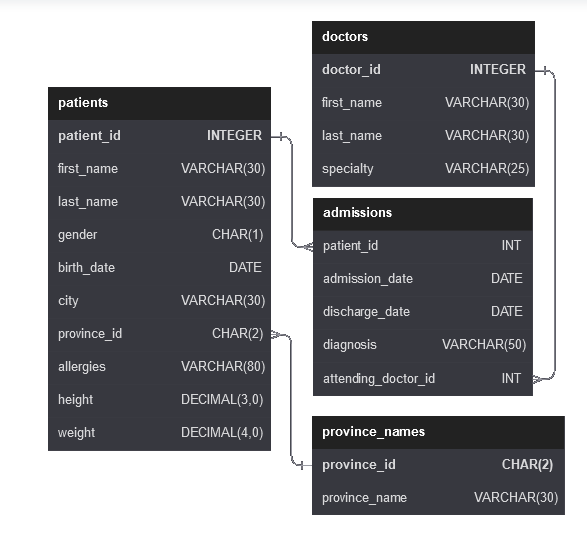 doctors
doctor_id INTEGER
first_name VARCHAR(30)
last_name VARCHAR(30)
specialty VARCHAR(25)
patients
patient_id INTEGER
first_name VARCHAR(30)
last_name VARCHAR(30)
gender CHAR(1)
birth_date DATE
city VARCHAR(30)
province_id CHAR(2)
allergies VARCHAR(80)
height DECIMAL(3,0)
weight DECIMAL(4,0)
admissions
patient_id INT
admission_date DATE
discharge_date DATE
diagnosis VARCHAR(50)
attending_doctor_id INT
province_names
province_id CHAR(2)
province_name VARCHAR(30)